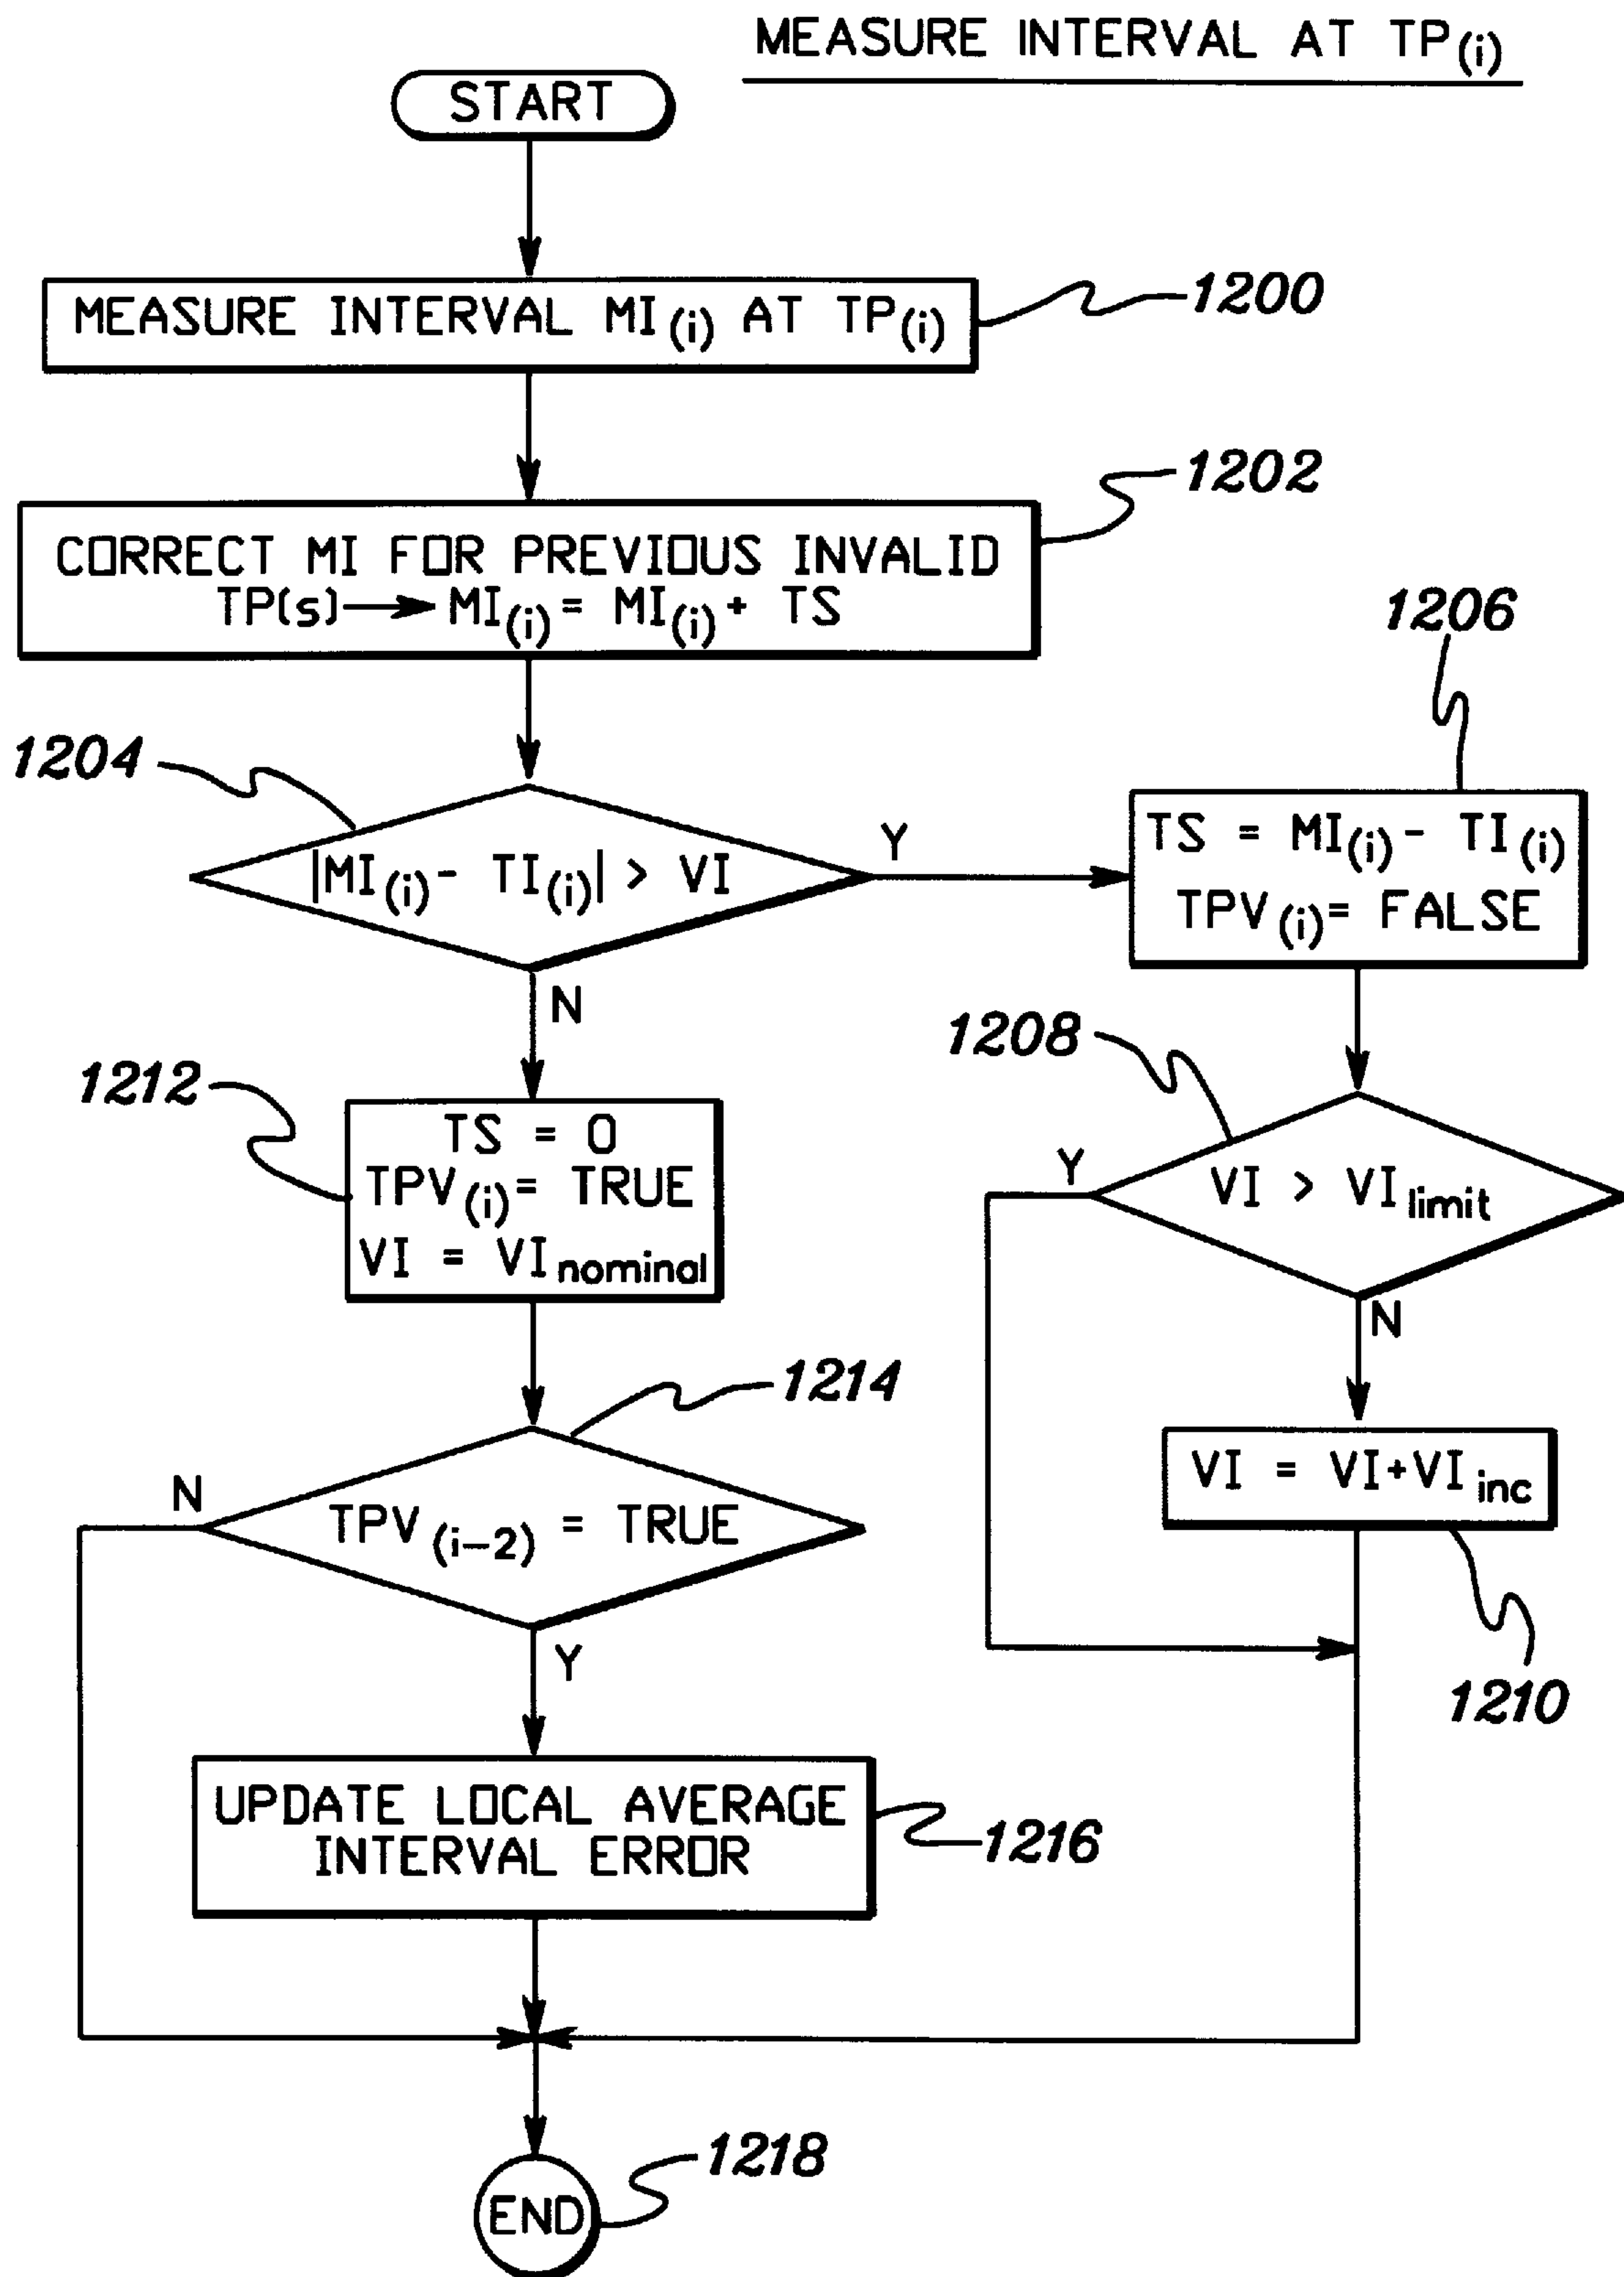 MEASURE INTERVAL AT TP(i)
START
MEASURE INTERVAL MI(i) AT TP(i)
1200
CORRECT MI FOR PREVIOUS INVALID
TP(s) → MI(i) = MI(i) + TS
1202
1204
|MI(i) - TI(i)| > VI
Y
N
1206
TS = MI(i) - TI(i)
TPV(i) = FALSE
1208
VI > VIlimit
Y
N
VI = VI+VIinc
1210
1212
TS = 0
TPV(i) = TRUE
VI = VInominal
1214
TPV(i-2) = TRUE
N
Y
UPDATE LOCAL AVERAGE
INTERVAL ERROR
1216
END
1218